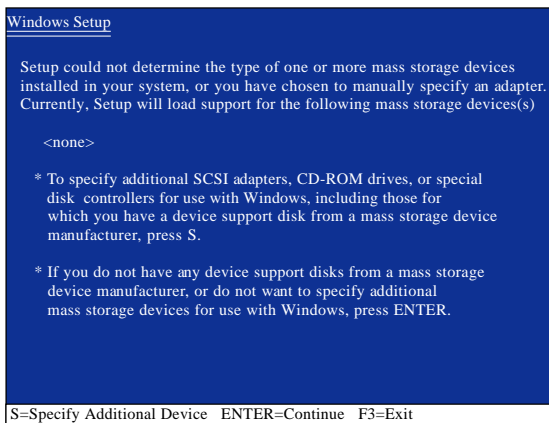 Windows Setup
Setup could not determine the type of one or more mass storage devices
installed in your system, or you have chosen to manually specify an adapter.
Currently, Setup will load support for the following mass storage devices(s)
<none>
* To specify additional SCSI adapters, CD-ROM drives, or special
disk controllers for use with Windows, including those for
which you have a device support disk from a mass storage device
manufacturer, press S.
* If you do not have any device support disks from a mass storage
device manufacturer, or do not want to specify additional
mass storage devices for use with Windows, press ENTER.
S=Specify Additional Device ENTER=Continue F3=Exit